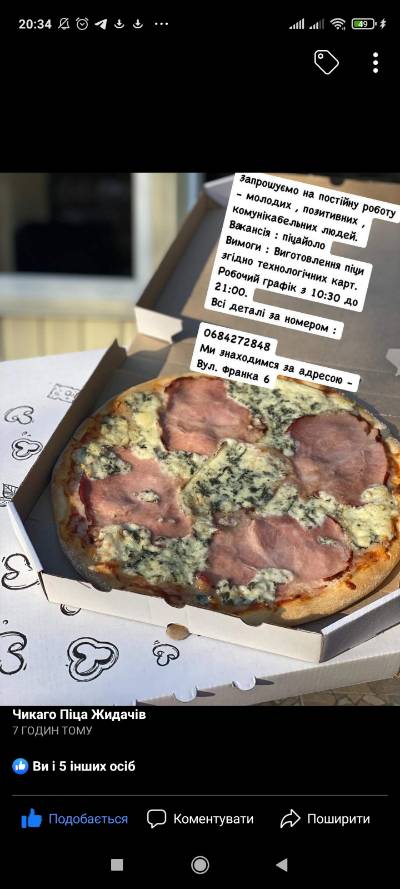 20:34
49
Запрошуємо на постійну роботу
- молодих , позитивних ,
комунікабельних людей.
Вакансія : піцайоло
Вимоги : Виготовлення піци
згідно технологічних карт.
Робочий графік з 10:30 до
21:00.
Всі деталі за номером :
0684272848
Ми знаходимся за адресою -
Вул. Франка 6
Чикаго Піца Жидачів
7 ГОДИН ТОМУ
Ви і 5 інших осіб
Подобається
Коментувати
Поширити